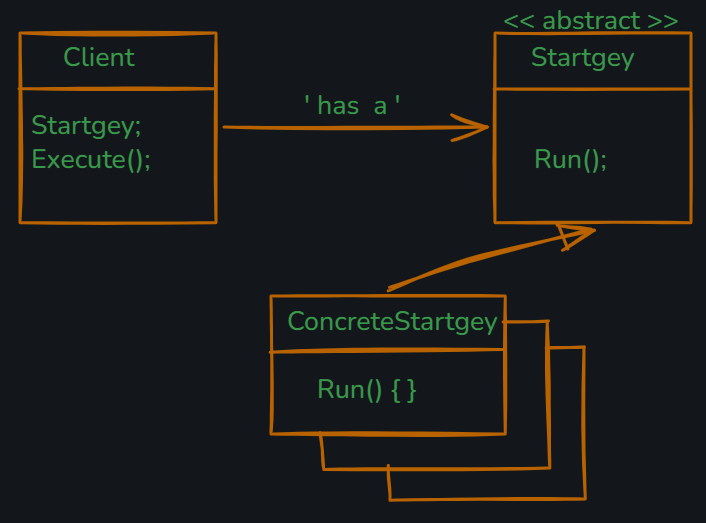 << abstract >>
Client
Startgey
Startgey;
Execute();
' has a '
Run();
ConcreteStartgey
Run() { }